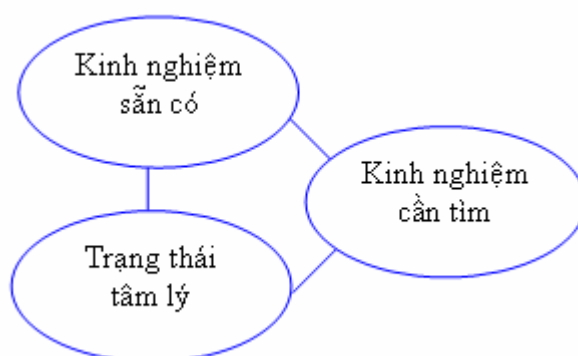 Kinh nghiệm
sẵn có
Kinh nghiệm
cần tìm
Trạng thái
tâm lý